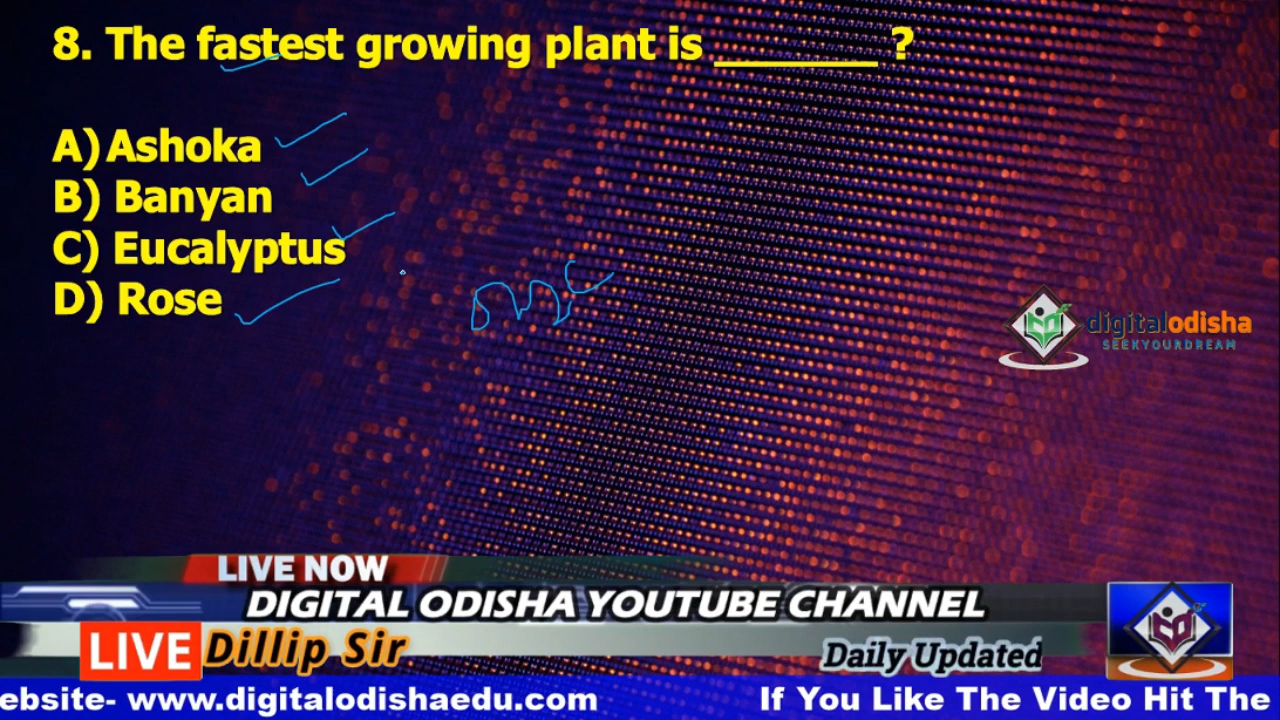 8. The fastest growing plant is __________ ?
A) Ashoka
B) Banyan
C) Eucalyptus
D) Rose
digitalodisha
SEEKYOURDREAM
LIVE NOW
DIGITAL ODISHA YOUTUBE CHANNEL
LIVE Dillip Sir
Daily Updated
ebsite- www.digitalodishaedu.com If You Like The Video Hit The